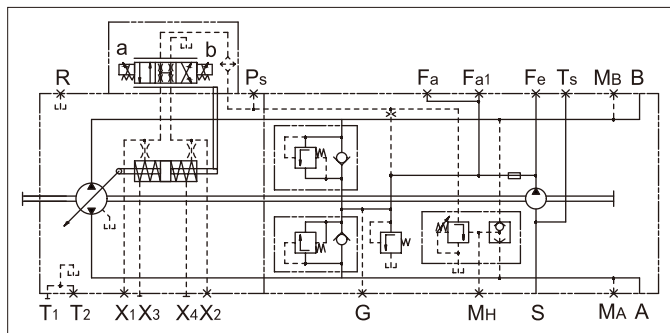 a b
R Ps Fa Fa1 Fe Ts MB B
T1 T2 X1 X3 X4 X2 G MH S MA A